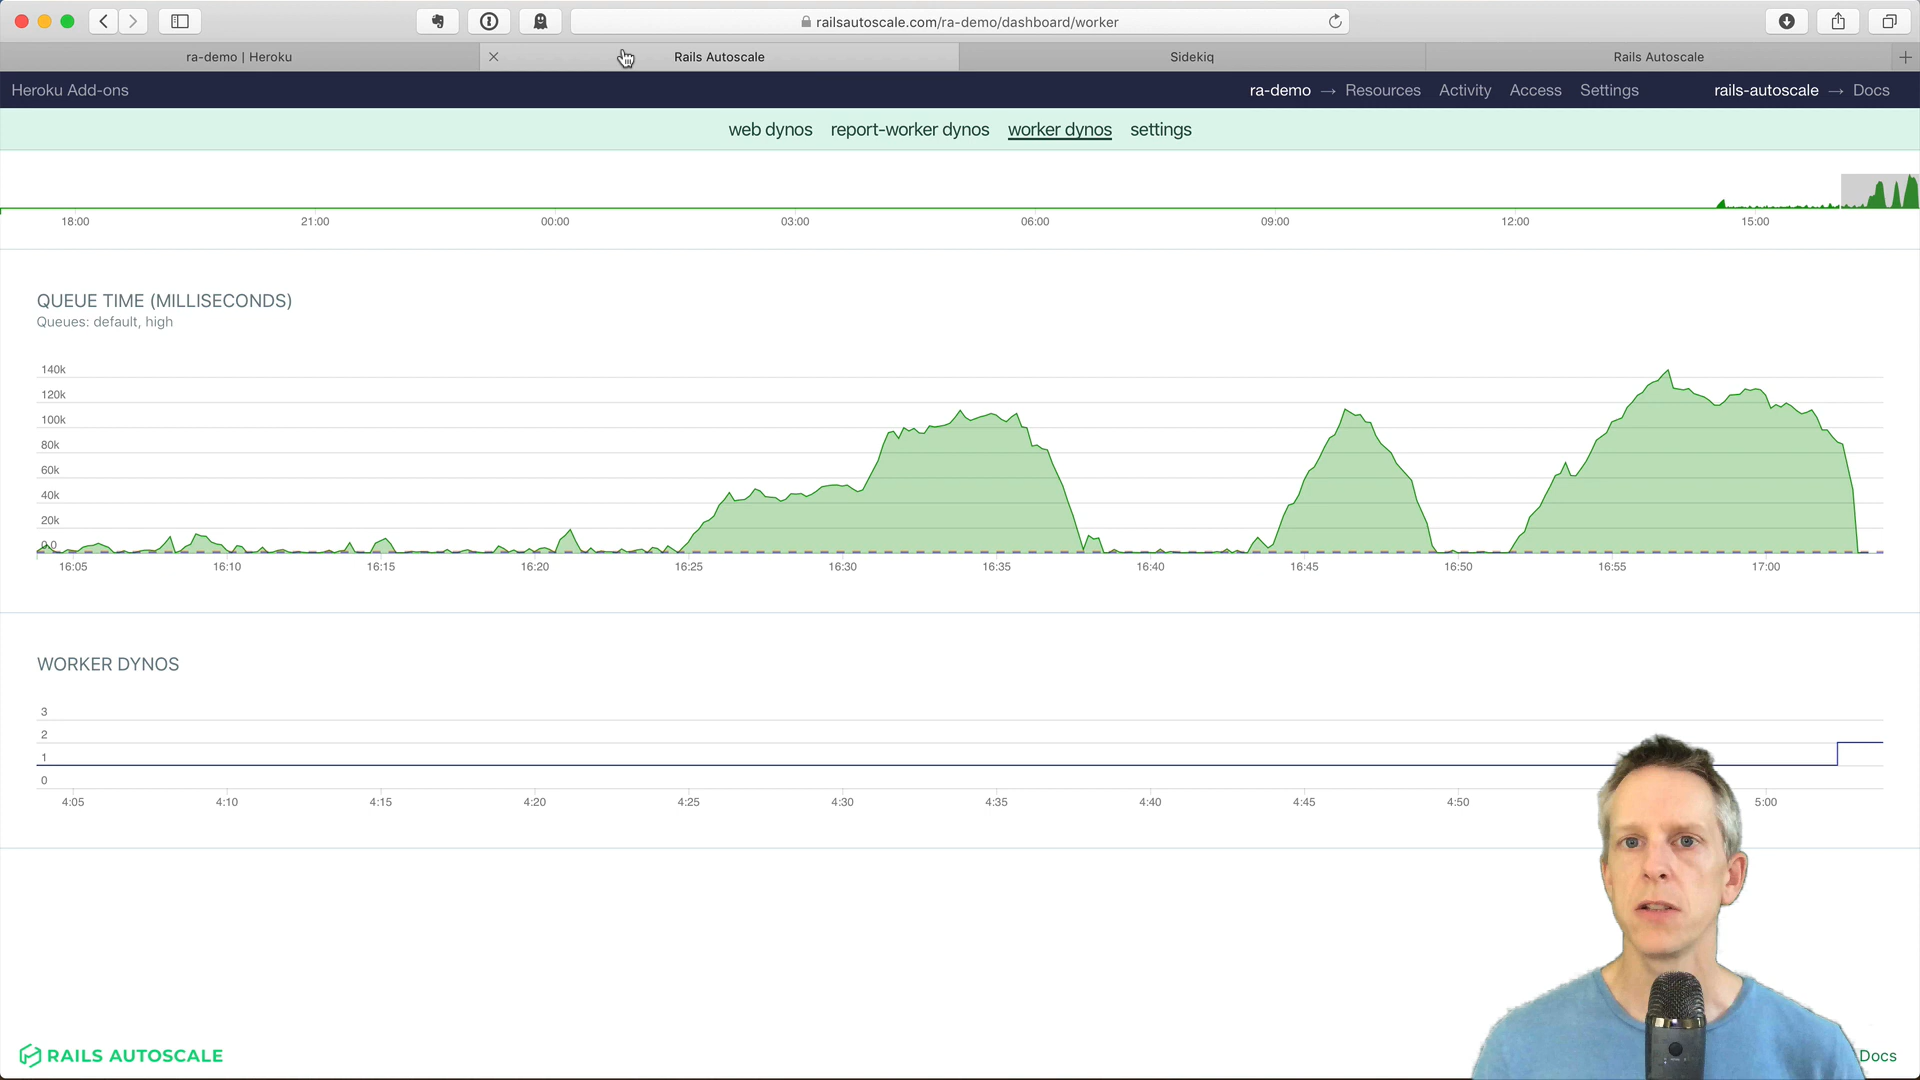 railsautoscale.com/ra-demo/dashboard/worker
ra-demo | Heroku
Rails Autoscale
Sidekiq
Rails Autoscale
Heroku Add-ons
ra-demo → Resources Activity Access Settings
rails-autoscale → Docs
web dynos report-worker dynos worker dynos settings
18:00 21:00 00:00 03:00 06:00 09:00 12:00 15:00
QUEUE TIME (MILLISECONDS)
Queues: default, high
140k
120k
100k
80k
60k
40k
20k
16:05 16:10 16:15 16:20 16:25 16:30 16:35 16:40 16:45 16:50 16:55 17:00
WORKER DYNOS
3
2
1
0
4:05 4:10 4:15 4:20 4:25 4:30 4:35 4:40 4:45 4:50 5:00
RAILS AUTOSCALE
Docs